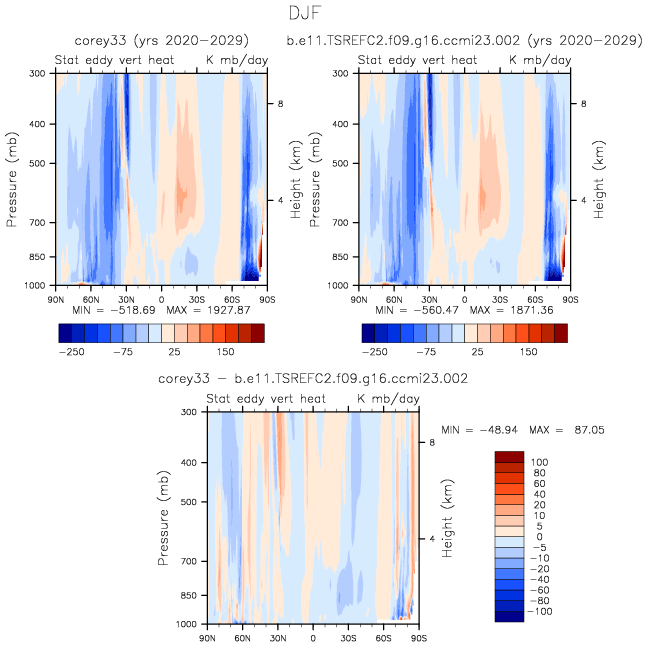 DJF
corey33 (yrs 2020-2029)
b.e11.TSREFC2.f09.g16.ccmi23.002 (yrs 2020-2029)
Stat eddy vert heat K mb/day
Stat eddy vert heat K mb/day
300
400
500
700
850
1000
Pressure (mb)
8
4
Height (km)
90N 60N 30N 0 30S 60S 90S
MIN = -518.69 MAX = 1927.87
-250 -75 25 150
300
400
500
700
850
1000
Pressure (mb)
8
4
Height (km)
90N 60N 30N 0 30S 60S 90S
MIN = -560.47 MAX = 1871.36
-250 -75 25 150
corey33 - b.e11.TSREFC2.f09.g16.ccmi23.002
Stat eddy vert heat K mb/day
300
400
500
700
850
1000
Pressure (mb)
8
4
Height (km)
90N 60N 30N 0 30S 60S 90S
MIN = -48.94 MAX = 87.05
100
80
60
40
20
10
5
0
-5
-10
-20
-40
-60
-80
-100